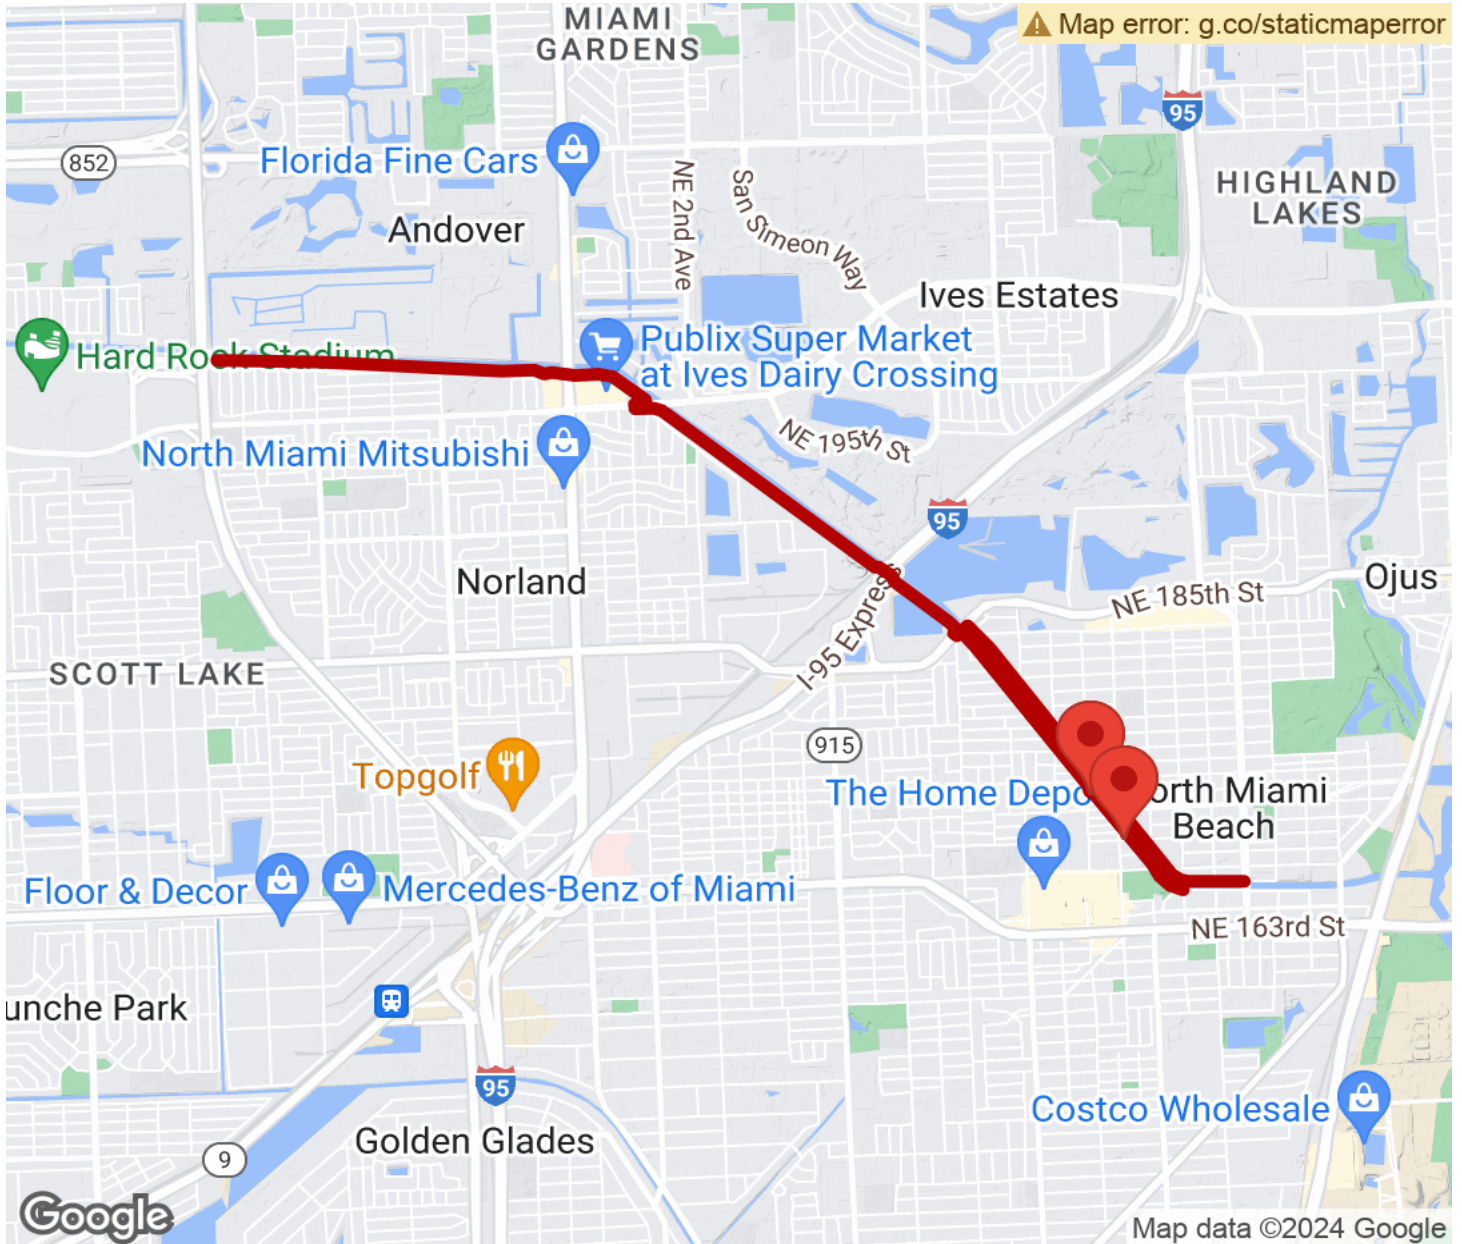 MIAMI
GARDENS
Map error: g.co/staticmaperror
95
852
Florida Fine Cars
NE 2nd Ave
San Simeon Way
HIGHLAND
LAKES
Andover
Ives Estates
Hard Rock Stadium
Publix Super Market
at Ives Dairy Crossing
North Miami Mitsubishi
NE 195th St
95
Norland
I-95 Express
NE 185th St
Ojus
SCOTT LAKE
915
Topgolf
The Home Depo
orth Miami
Beach
Floor & Decor
Mercedes-Benz of Miami
NE 163rd St
unche Park
95
Costco Wholesale
Golden Glades
9
Google
Map data ©2024 Google